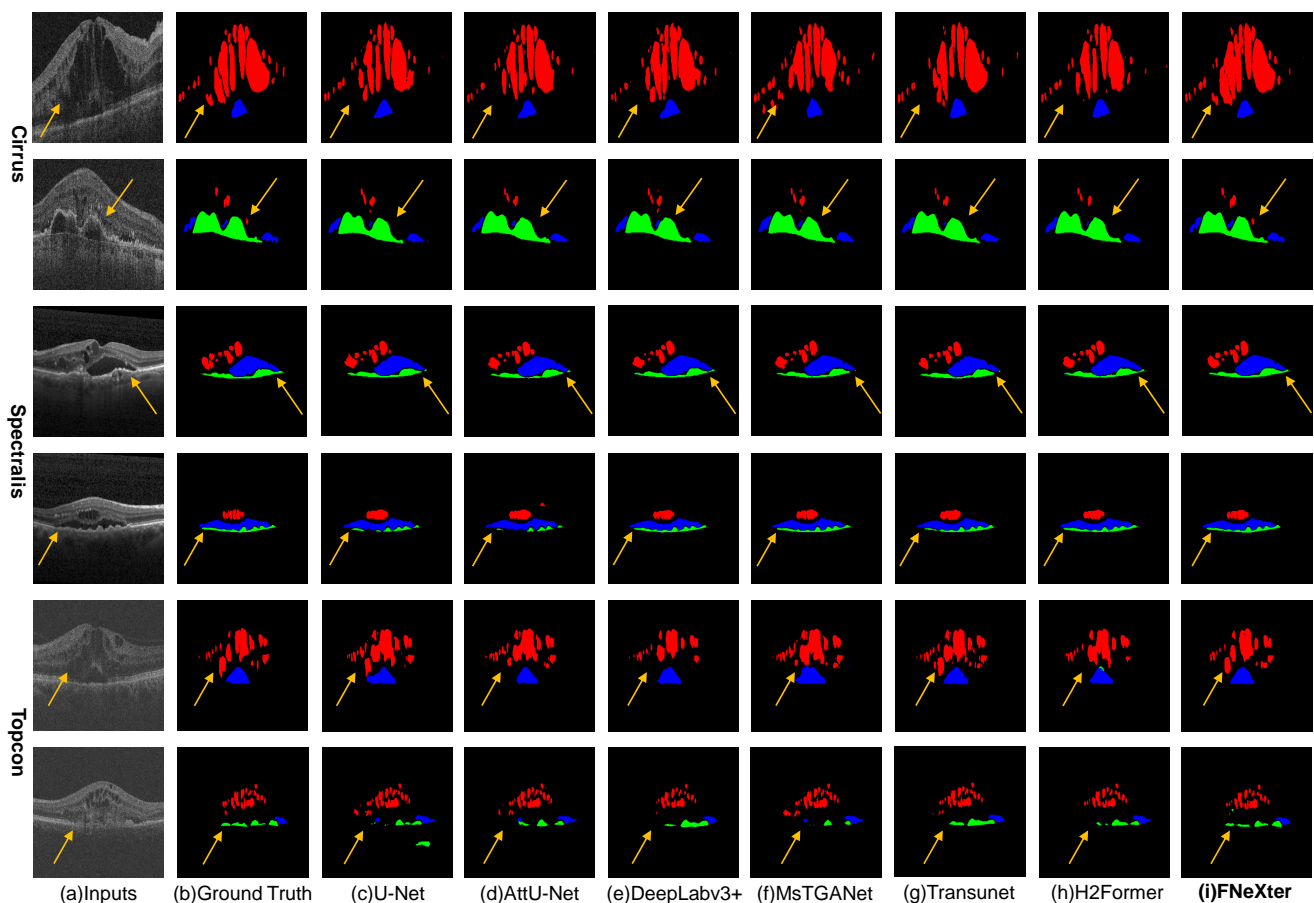 Cirrus
Spectralis
Topcon
(a)Inputs
(b)Ground Truth
(c)U-Net
(d)AttU-Net
(e)DeepLabv3+
(f)MsTGANet
(g)Transunet
(h)H2Former
(i)FNeXter